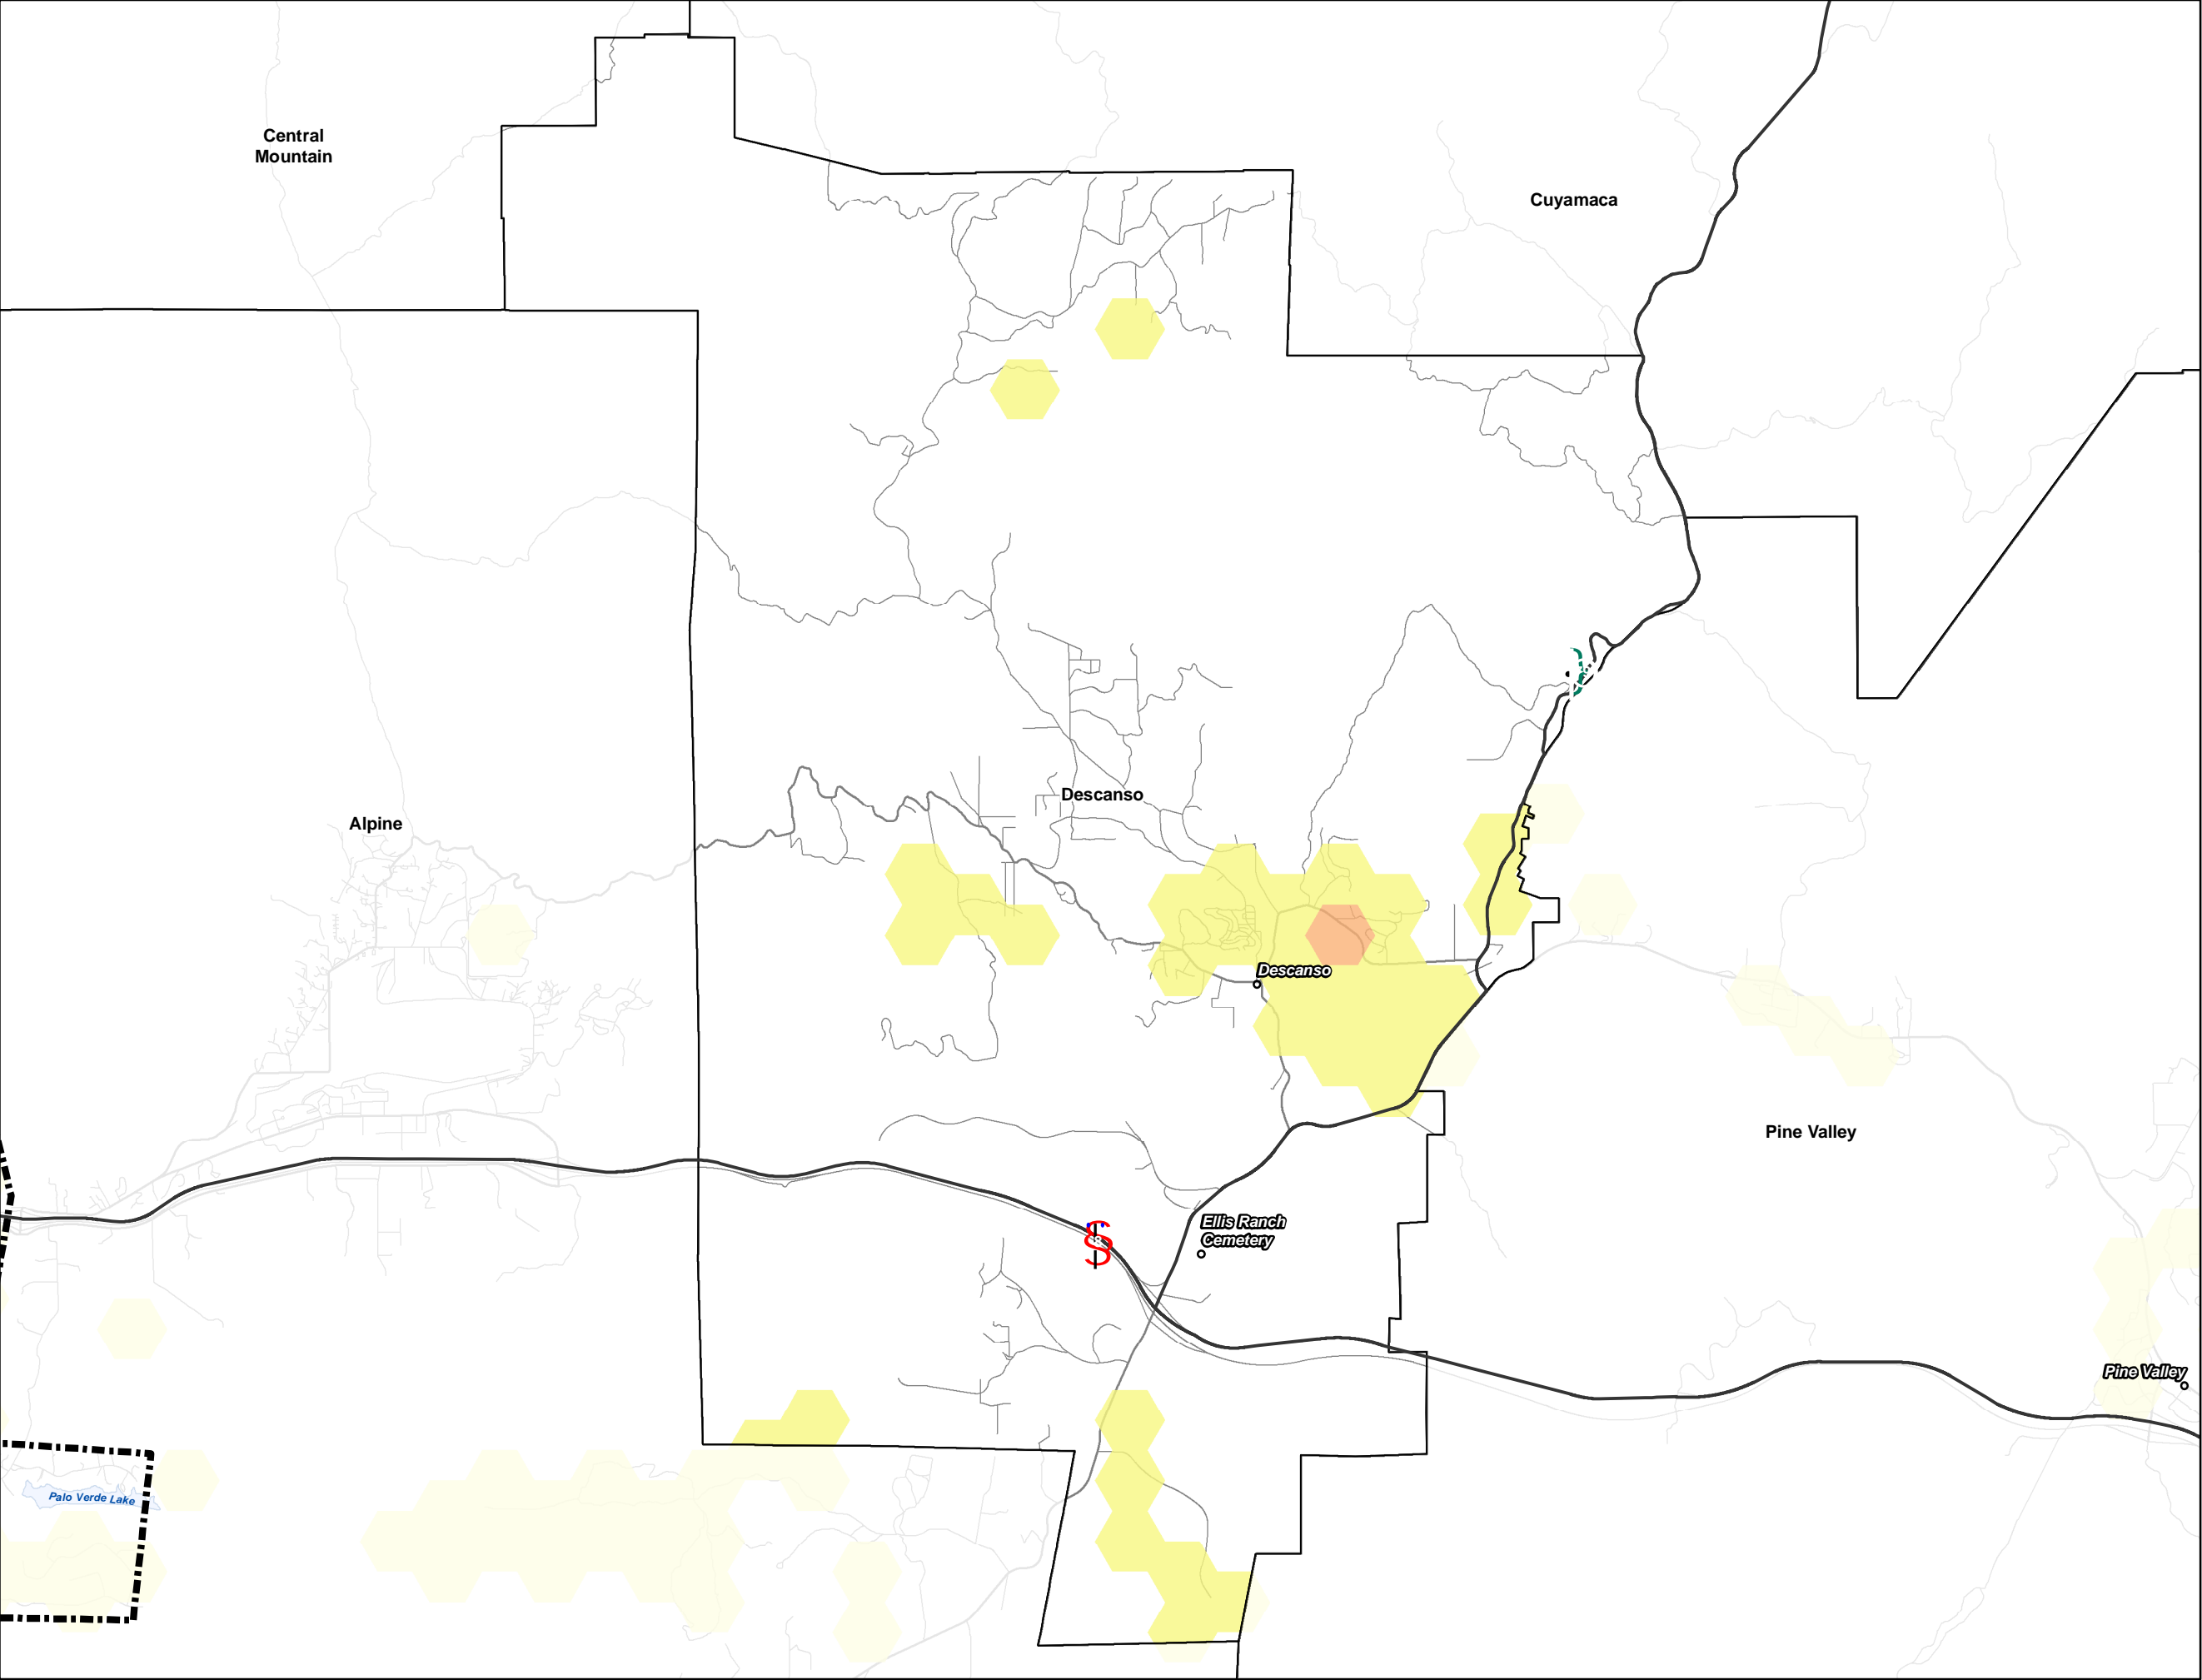 Central
Mountain
Cuyamaca
Descanso
Alpine
Descanso
Pine Valley
Ellis Ranch
Cemetery
Pine Valley
Palo Verde Lake